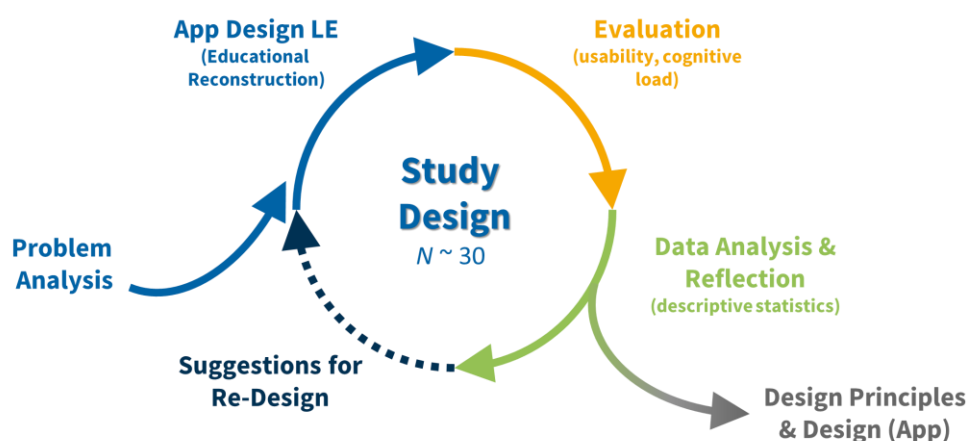 App Design LE
(Educational
Reconstruction)
Evaluation
(usability, cognitive
load)
Study
Design
N ~ 30
Problem
Analysis
Data Analysis &
Reflection
(descriptive statistics)
Suggestions for
Re-Design
Design Principles
& Design (App)